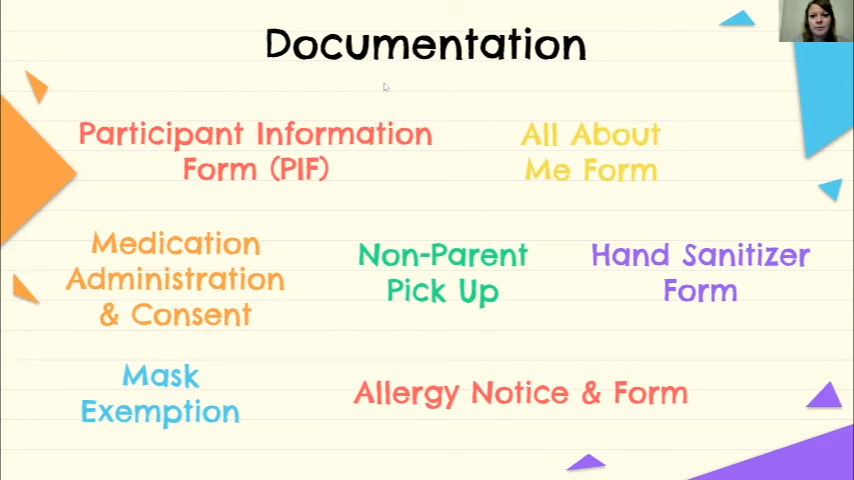 Documentation
Participant Information
Form (PIF)
All About
Me Form
Medication
Administration
& Consent
Non-Parent
Pick Up
Hand Sanitizer
Form
Mask
Exemption
Allergy Notice & Form